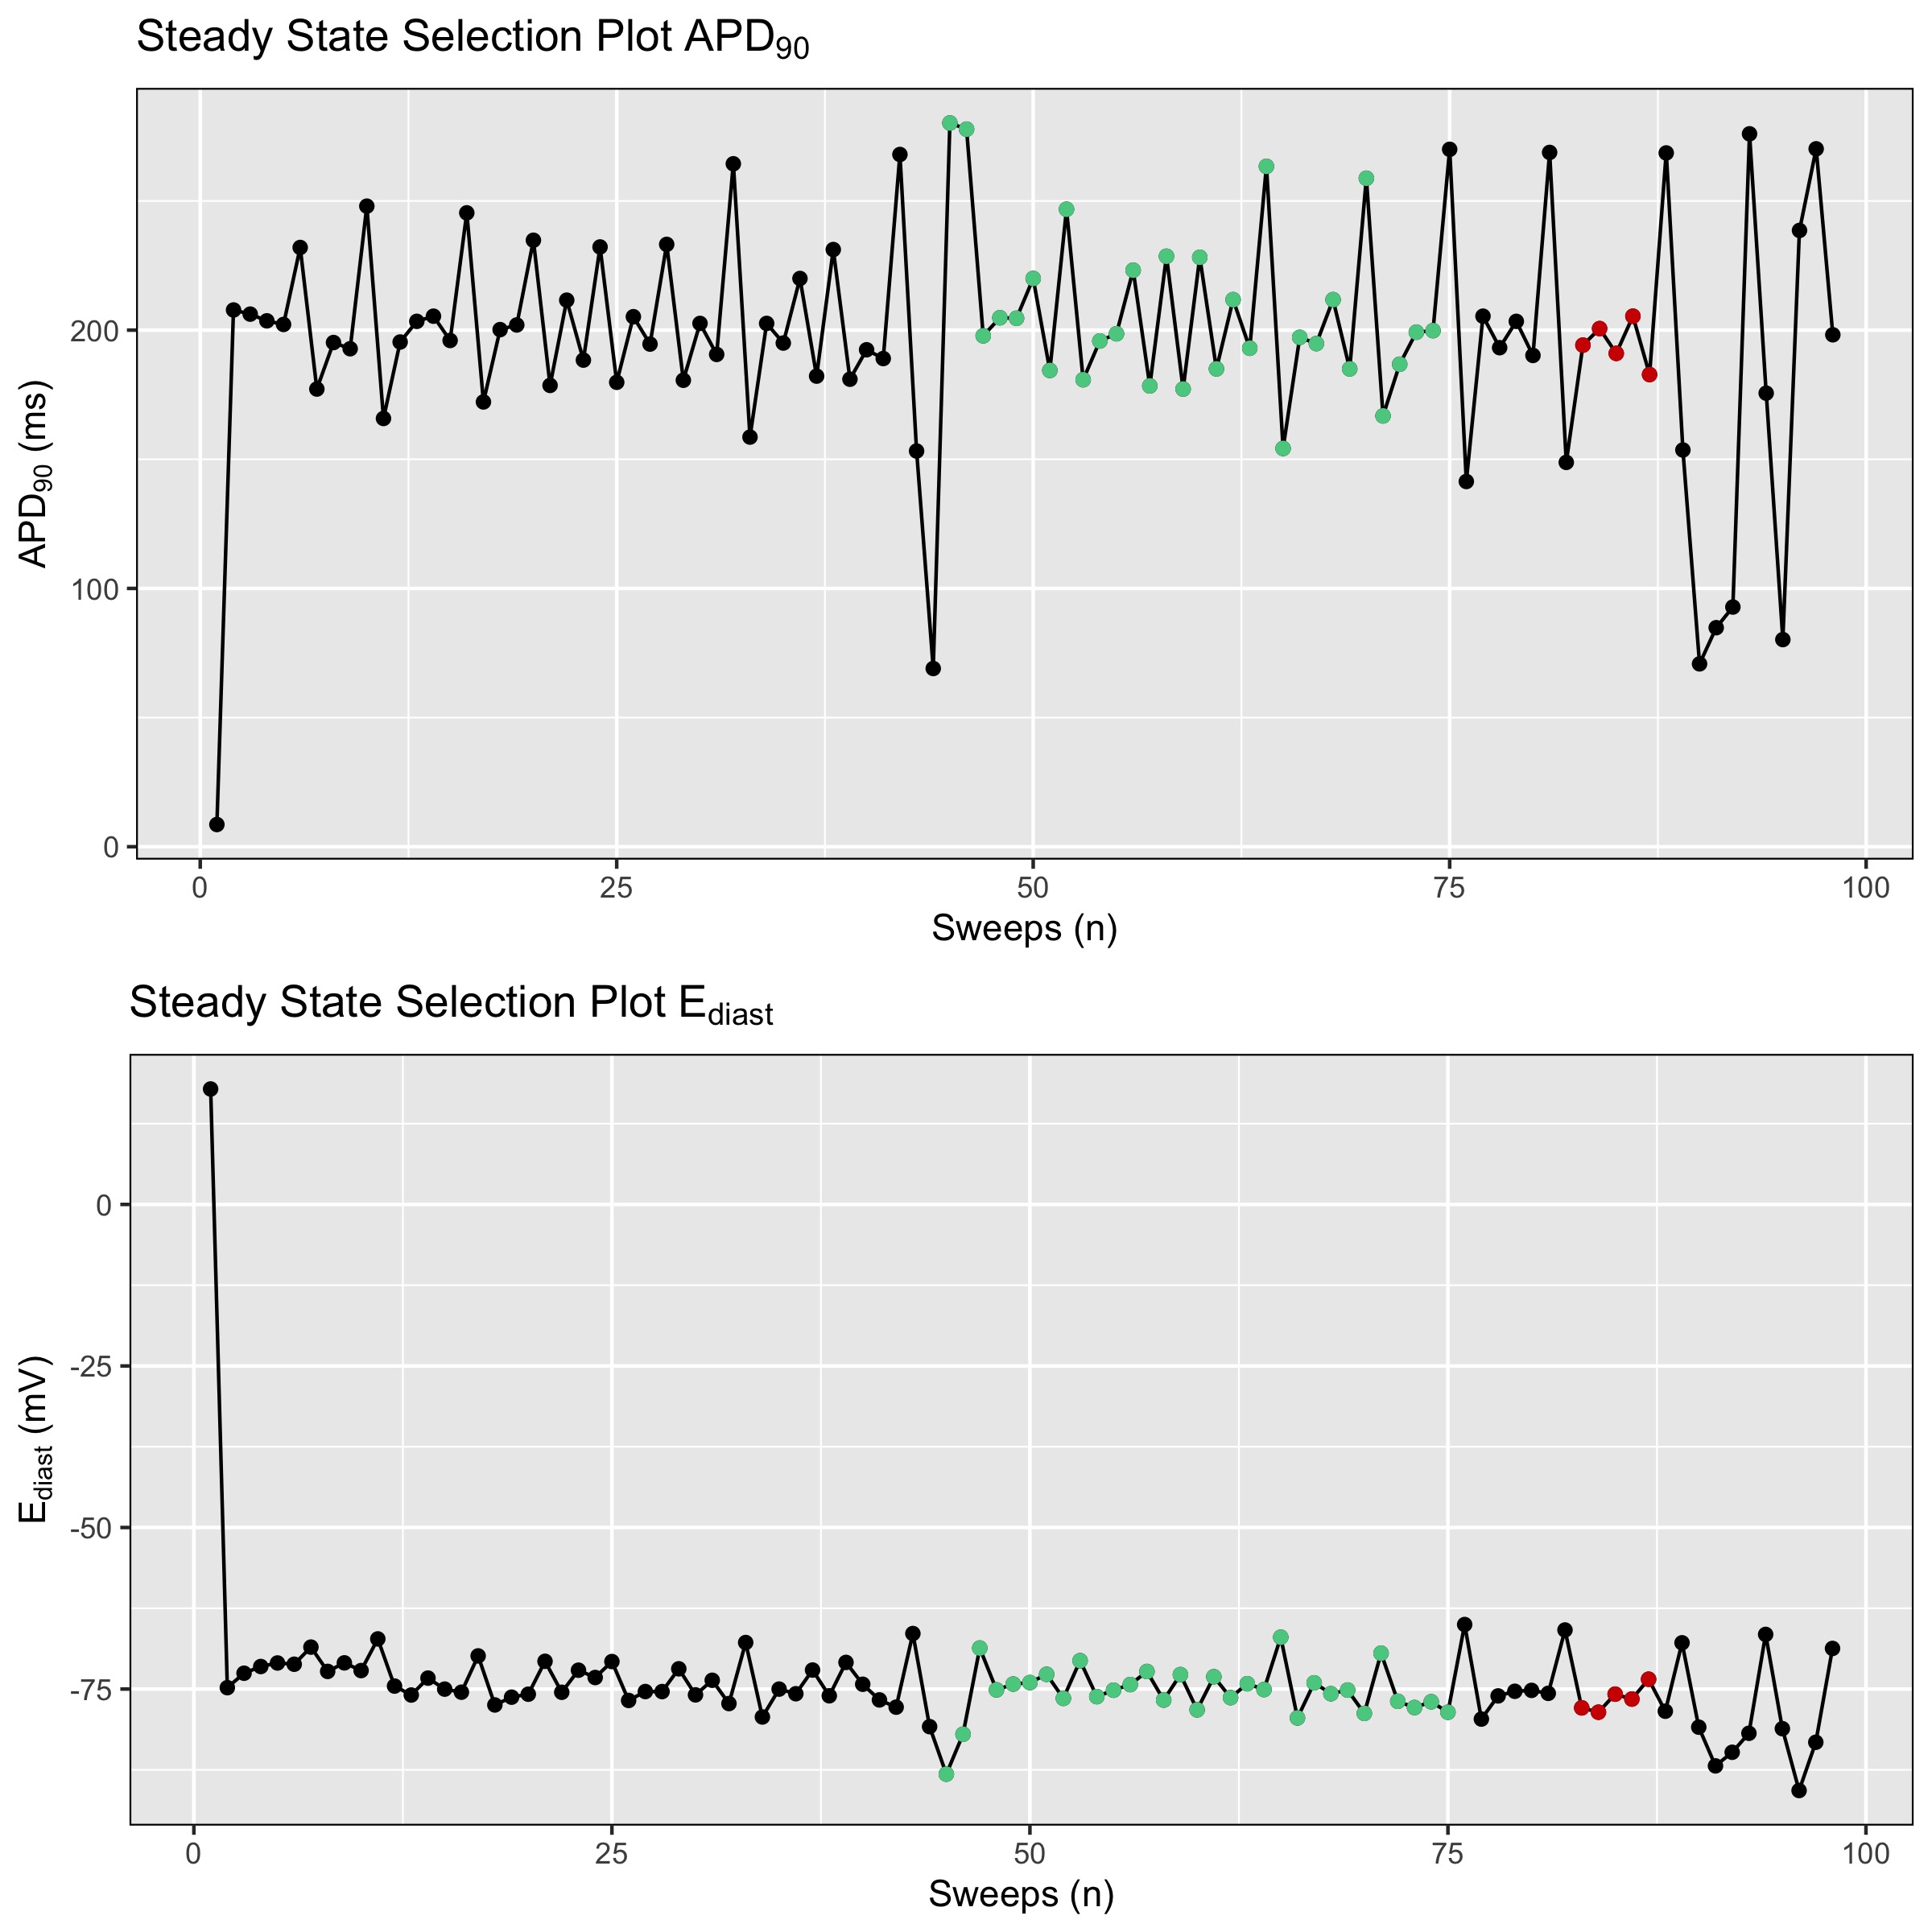 Steady State Selection Plot APD90
APD90 (ms)
200
100
0
0 25 50 75 100
Sweeps (n)
Steady State Selection Plot Ediast
Ediast (mV)
0
-25
-50
-75
0 25 50 75 100
Sweeps (n)